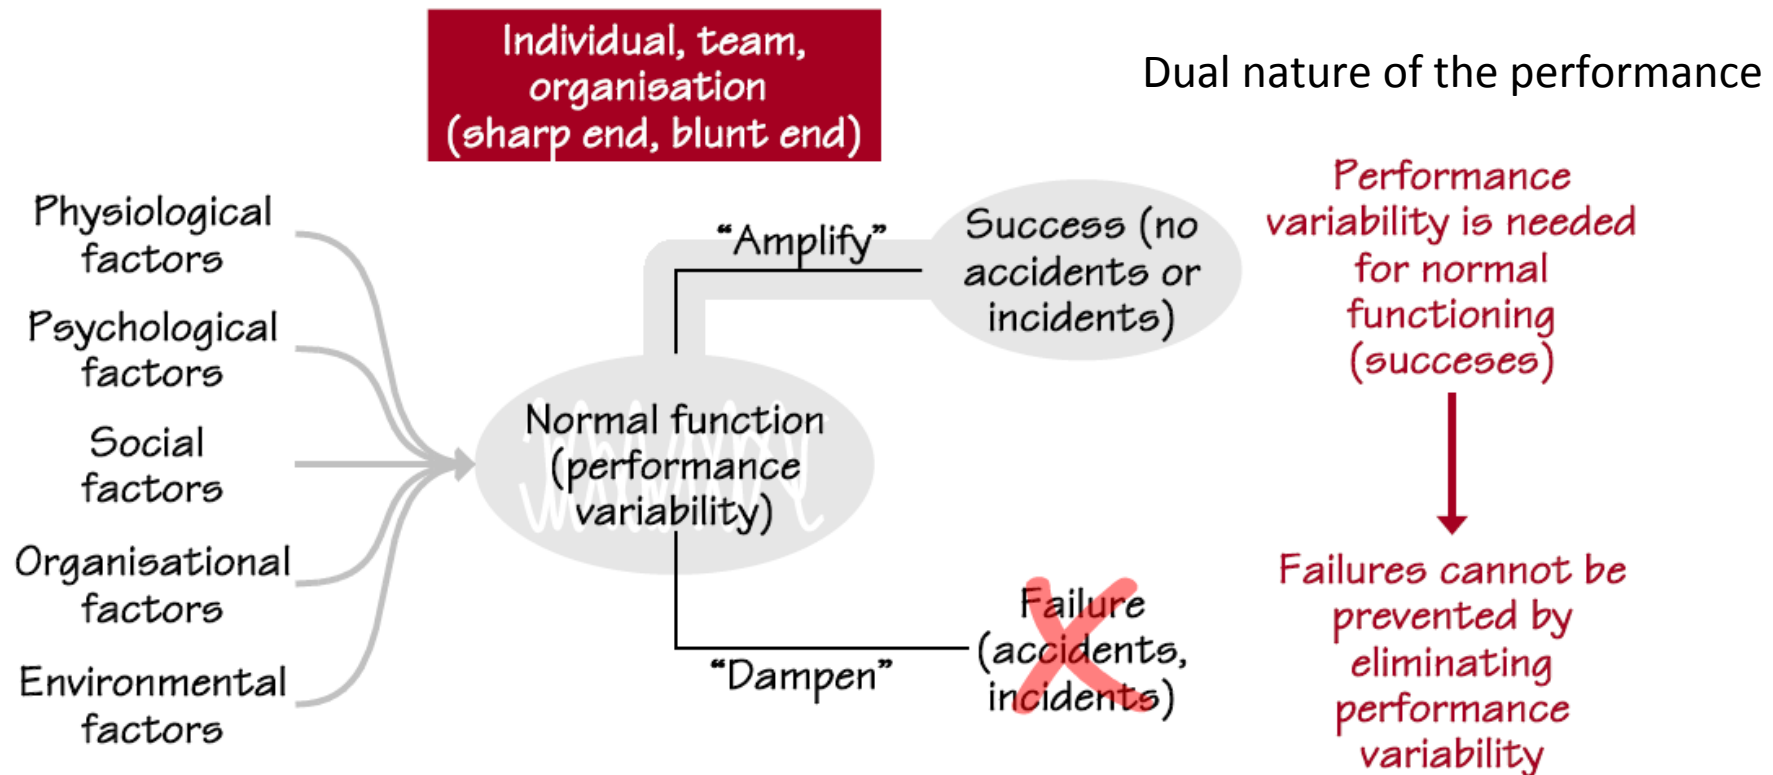 Individual, team,
organisation
(sharp end, blunt end)
Dual nature of the performance
Physiological
factors
Psychological
factors
Social
factors
Organisational
factors
Environmental
factors
Normal function
(performance
variability)
“Amplify”
Success (no
accidents or
incidents)
“Dampen”
Failure
(accidents,
incidents)
Performance
variability is needed
for normal
functioning
(succeses)
Failures cannot be
prevented by
eliminating
performance
variability